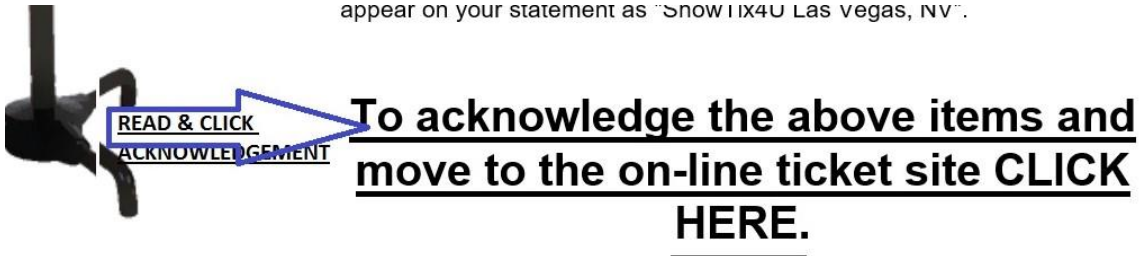 appear on your statement as "ShowTix4U Las Vegas, NV".
READ & CLICK
ACKNOWLEDGEMENT
To acknowledge the above items and
move to the on-line ticket site CLICK
HERE.